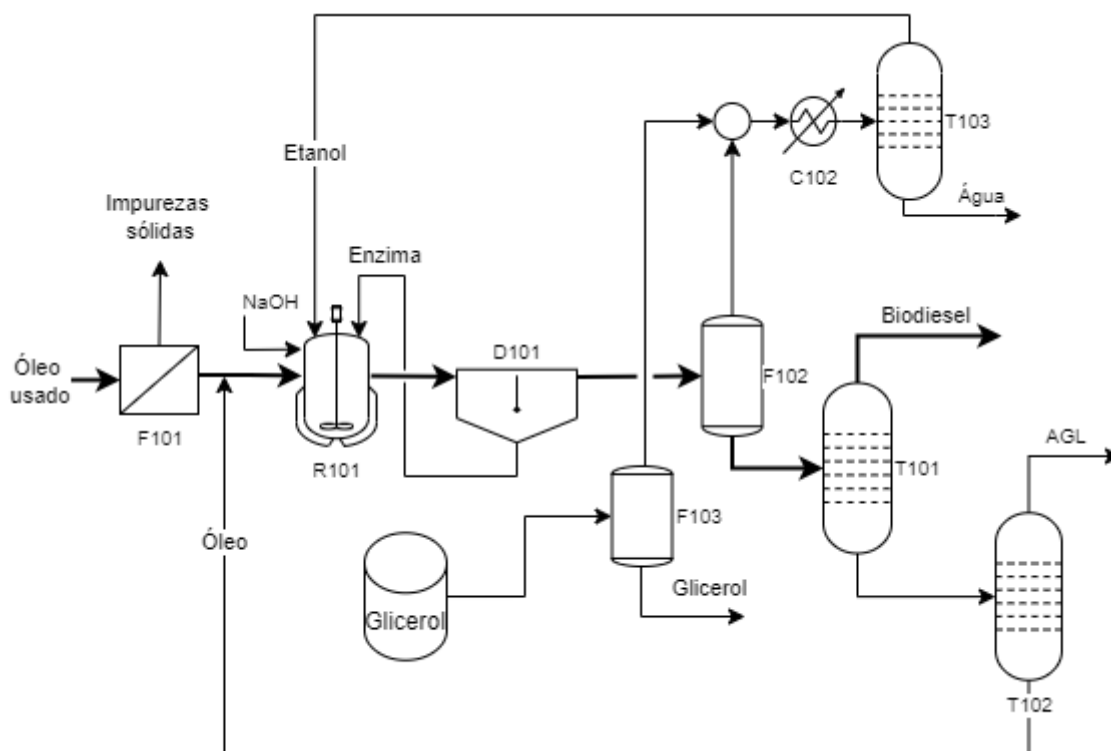 T103
Etanol
C102
Impurezas
sólidas
Água
Enzima
NaOH
Biodiesel
D101
Óleo
usado
F102
F101
R101
T101
AGL
F103
Óleo
Glicerol
Glicerol
T102